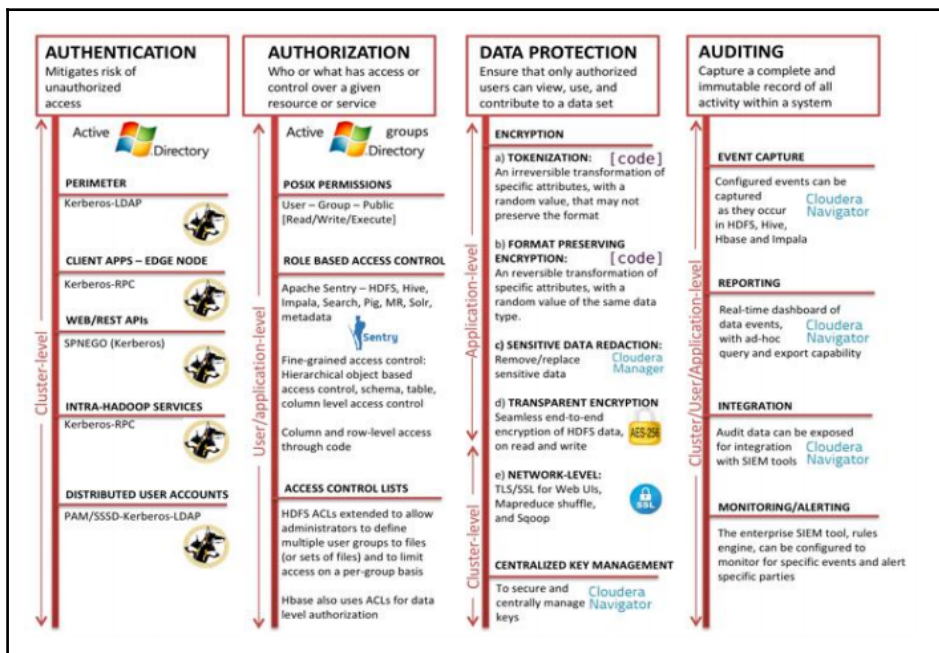 AUTHENTICATION
Mitigates risk of
unauthorized
access
Active
Directory
PERIMETER
Kerberos-LDAP
CLIENT APPS – EDGE NODE
Kerberos-RPC
WEB/REST APIs
SPNEGO (Kerberos)
INTRA-HADOOP SERVICES
Kerberos-RPC
DISTRIBUTED USER ACCOUNTS
PAM/SSSD-Kerberos-LDAP
Cluster-level
AUTHORIZATION
Who or what has access or
control over a given
resource or service
Active groups
Directory
POSIX PERMISSIONS
User – Group – Public
[Read/Write/Execute]
ROLE BASED ACCESS CONTROL
Apache Sentry – HDFS, Hive,
Impala, Search, Pig, MR, Solr,
metadata
Sentry
Fine-grained access control:
Hierarchical object based
access control, schema, table,
column level access control
Column and row-level access
through code
ACCESS CONTROL LISTS
HDFS ACLs extended to allow
administrators to define
multiple user groups to files
(or sets of files) and to limit
access on a per-group basis
Hbase also uses ACLs for data
level authorization
User/application-level
DATA PROTECTION
Ensure that only authorized
users can view, use, and
contribute to a data set
ENCRYPTION
a) TOKENIZATION: [code]
An irreversible transformation of
specific attributes, with a
random value, that may not
preserve the format
b) FORMAT PRESERVING
ENCRYPTION: [code]
An reversible transformation of
specific attributes, with a
random value of the same data
type.
c) SENSITIVE DATA REDACTION:
Remove/replace
sensitive data
Cloudera
Manager
d) TRANSPARENT ENCRYPTION
Seamless end-to-end
encryption of HDFS data,
on read and write
AES-256
e) NETWORK-LEVEL:
TLS/SSL for Web UIs,
Mapreduce shuffle,
and Sqoop
SSL
CENTRALIZED KEY MANAGEMENT
To secure and
centrally manage
keys
Cloudera
Navigator
Application-level
Cluster-level
AUDITING
Capture a complete and
immutable record of all
activity within a system
EVENT CAPTURE
Configured events can be
captured
as they occur
in HDFS, Hive,
Hbase and Impala
Cloudera
Navigator
REPORTING
Real-time dashboard of
data events,
with ad-hoc
query and export capability
Cloudera
Navigator
INTEGRATION
Audit data can be exposed
for integration
with SIEM tools
Cloudera
Navigator
MONITORING/ALERTING
The enterprise SIEM tool, rules
engine, can be configured to
monitor for specific events and alert
specific parties
Cluster/User/Application-level